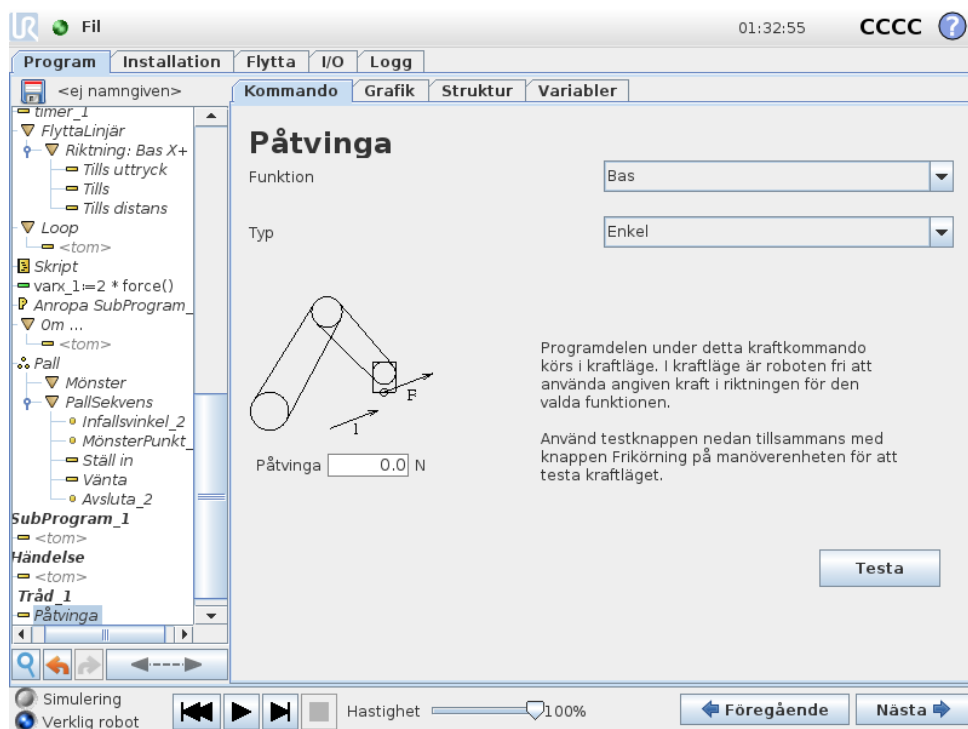 UR Fil 01:32:55 CCCC ?
Program Installation Flytta I/O Logg
<ej namngiven>
Kommando Grafik Struktur Variabler
timer_1
FlyttaLinjär
Riktning: Bas X+
Tills uttryck
Tills
Tills distans
Loop
<tom>
Skript
varx_1:=2 * force()
P Anropa SubProgram_
0m ...
<tom>
Pall
Mönster
PallSekvens
Infallsvinkel_2
MönsterPunkt_
Ställ in
Vänta
Avsluta_2
SubProgram_1
<tom>
Händelse
<tom>
Tråd_1
Påtvinga
Påtvinga
Funktion
Bas
Typ
Enkel
F
1
Påtvinga 0.0 N
Programdelen under detta kraftkommando
körs i kraftläge. I kraftläge är roboten fri att
använda angiven kraft i riktningen för den
valda funktionen.
Använd testknappen nedan tillsammans med
knappen Frikörning på manöverenheten för att
testa kraftläget.
Testa
Simulering
Verklig robot
Hastighet 100%
Föregående
Nästa